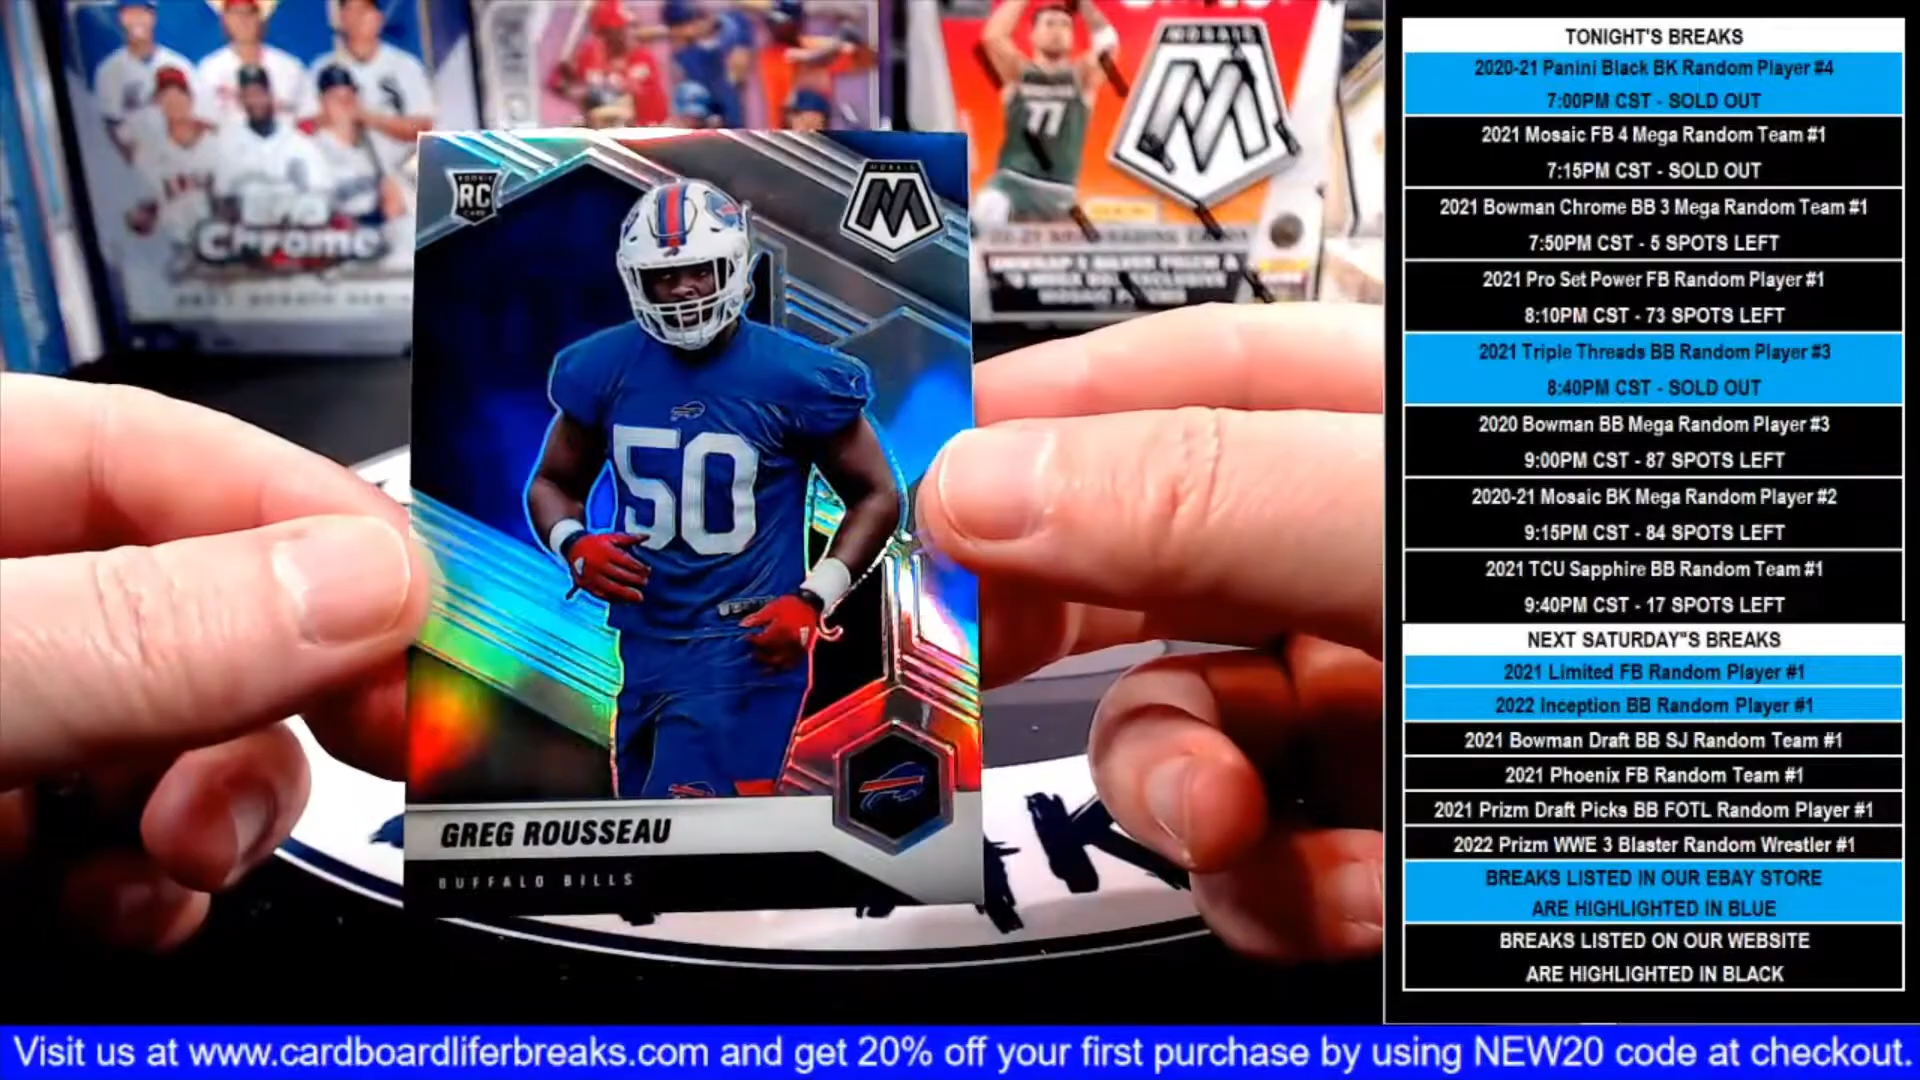 Chrome
77
MOSAIC
ROOKIE
RC
CARD
MOSAIC
50
GREG ROUSSEAU
BUFFALO BILLS
TONIGHT'S BREAKS
2020-21 Panini Black BK Random Player #4
7:00PM CST - SOLD OUT
2021 Mosaic FB 4 Mega Random Team #1
7:15PM CST - SOLD OUT
2021 Bowman Chrome BB 3 Mega Random Team #1
7:50PM CST - 5 SPOTS LEFT
2021 Pro Set Power FB Random Player #1
8:10PM CST - 73 SPOTS LEFT
2021 Triple Threads BB Random Player #3
8:40PM CST - SOLD OUT
2020 Bowman BB Mega Random Player #3
9:00PM CST - 87 SPOTS LEFT
2020-21 Mosaic BK Mega Random Player #2
9:15PM CST - 84 SPOTS LEFT
2021 TCU Sapphire BB Random Team #1
9:40PM CST - 17 SPOTS LEFT
NEXT SATURDAY"S BREAKS
2021 Limited FB Random Player #1
2022 Inception BB Random Player #1
2021 Bowman Draft BB SJ Random Team #1
2021 Phoenix FB Random Team #1
2021 Prizm Draft Picks BB FOTL Random Player #1
2022 Prizm WWE 3 Blaster Random Wrestler #1
BREAKS LISTED IN OUR EBAY STORE
ARE HIGHLIGHTED IN BLUE
BREAKS LISTED ON OUR WEBSITE
ARE HIGHLIGHTED IN BLACK
Visit us at www.cardboardliferbreaks.com and get 20% off your first purchase by using NEW20 code at checkout.